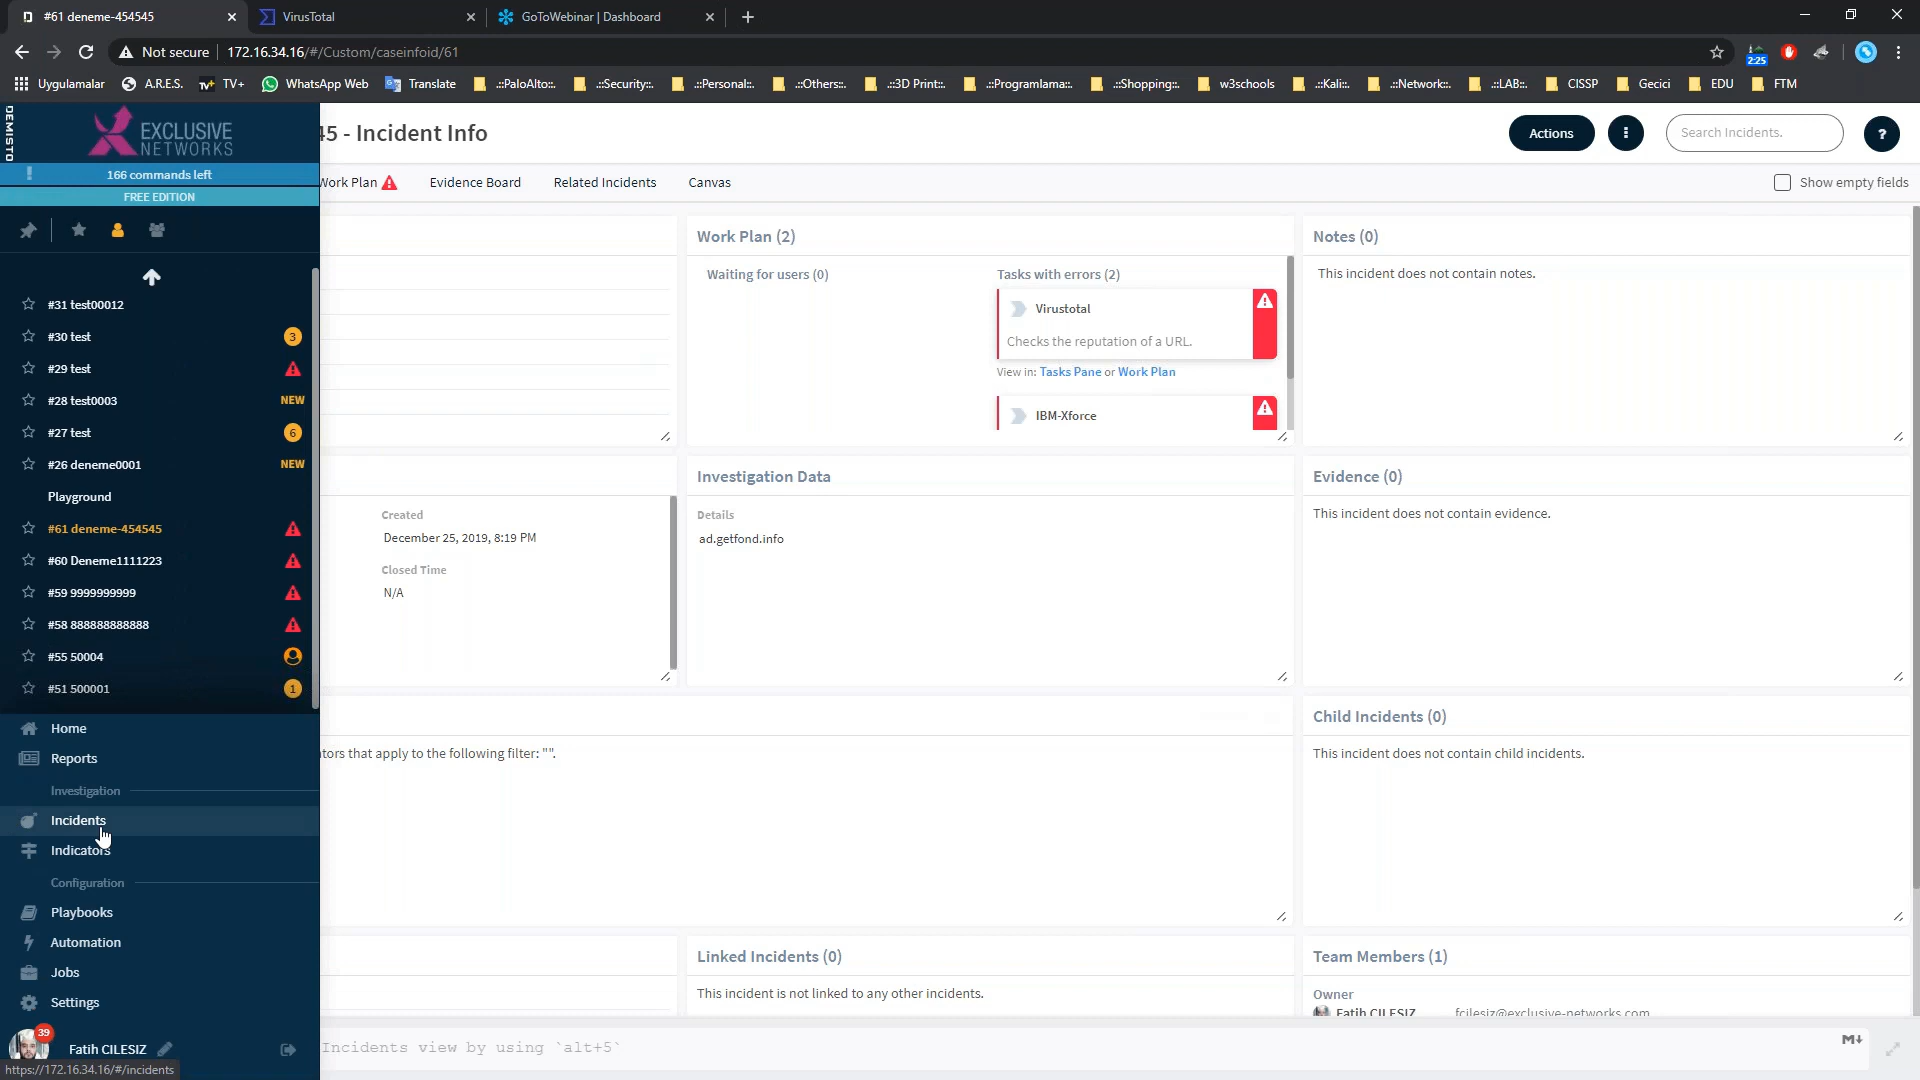 #61 deneme-454545
VirusTotal
GoToWebinar | Dashboard
Not secure
172.16.34.16/#/Custom/caseinfoid/61
2:25
Uygulamalar
A.R.E.S.
TV+
WhatsApp Web
Translate
.::PaloAlto::.
.::Security::.
.::Personal::.
.::Others::.
.::3D Print::.
.::Programlama::.
.::Shopping::.
w3schools
.::Kali::.
.::Network::.
.::LAB::.
CISSP
Gecici
EDU
FTM
DEMISTO
EXCLUSIVE
NETWORKS
45 - Incident Info
Actions
Search Incidents.
?
166 commands left
FREE EDITION
Work Plan
Evidence Board
Related Incidents
Canvas
Show empty fields
#31 test00012
#30 test
3
#29 test
#28 test0003
NEW
#27 test
6
#26 deneme0001
NEW
Playground
#61 deneme-454545
#60 Deneme1111223
#59 9999999999
#58 888888888888
#55 50004
#51 500001
1
Home
Reports
Investigation
Incidents
Indicators
Configuration
Playbooks
Automation
Jobs
Settings
39
Fatih CILESIZ
https://172.16.34.16/#/incidents
Work Plan (2)
Waiting for users (0)
Tasks with errors (2)
Virustotal
Checks the reputation of a URL.
View in: Tasks Pane or Work Plan
IBM-Xforce
Notes (0)
This incident does not contain notes.
Created
December 25, 2019, 8:19 PM
Closed Time
N/A
Investigation Data
Details
ad.getfond.info
Evidence (0)
This incident does not contain evidence.
ators that apply to the following filter: "".
Child Incidents (0)
This incident does not contain child incidents.
Linked Incidents (0)
This incident is not linked to any other incidents.
Team Members (1)
Owner
Fatih CILESIZ
fcilesiz@exclusive-networks.com
Incidents view by using `alt+5`
M